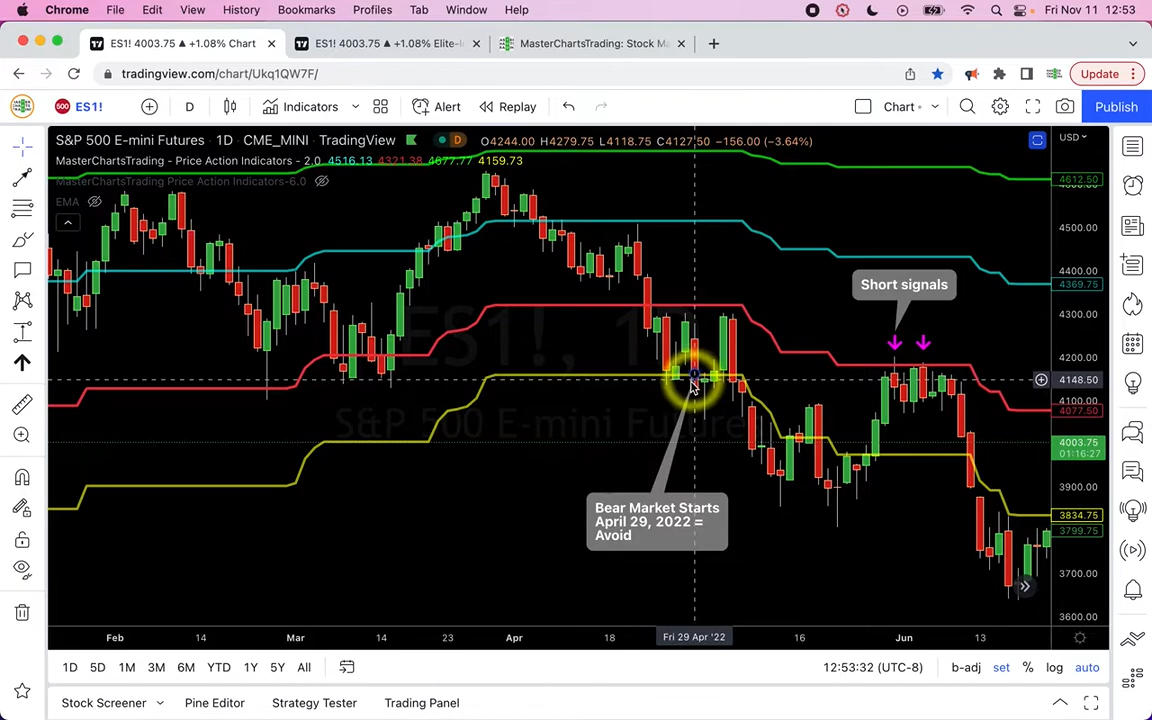 Chrome File Edit View History Bookmarks Profiles Tab Window Help Fri Nov 11 12:53
ES1! 4003.75 ▲ +1.08% Chart ES1! 4003.75 ▲ +1.08% Elite- MasterChartsTrading: Stock Ma
tradingview.com/chart/Ukq1QW7F/ Update
500 ES1! D Indicators Alert Replay Chart Publish
S&P 500 E-mini Futures · 1D · CME_MINI · TradingView D O4244.00 H4279.75 L4118.75 C4127.50 −156.00 (−3.64%) USD
MasterChartsTrading - Price Action Indicators - 2.0 4516.13 4321.38 4677.77 4159.73
MasterChartsTrading Price Action Indicators-6.0
EMA
4612.50
4500.00
4400.00
4369.75
4300.00
4200.00
4148.50
4100.00
4077.50
4003.75
01:16:27
3900.00
3834.75
3799.75
3700.00
3600.00
Short signals
ES1!, 1
S&P 500 E-mini Futures
Bear Market Starts
April 29, 2022 =
Avoid
Feb 14 Mar 14 23 Apr 18 Fri 29 Apr '22 16 Jun 13
1D 5D 1M 3M 6M YTD 1Y 5Y All 12:53:32 (UTC-8) b-adj set % log auto
Stock Screener Pine Editor Strategy Tester Trading Panel